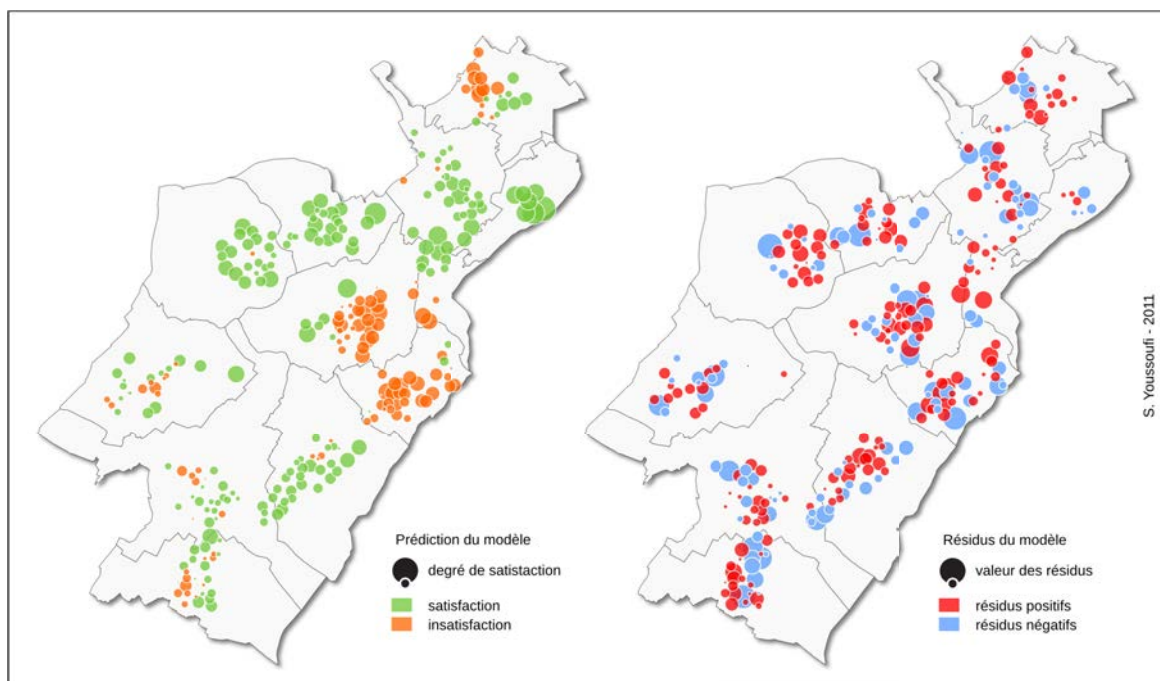 Prédiction du modèle
degré de satistaction
satisfaction
insatisfaction
Résidus du modèle
valeur des résidus
résidus positifs
résidus négatifs
S. Youssoufi - 2011